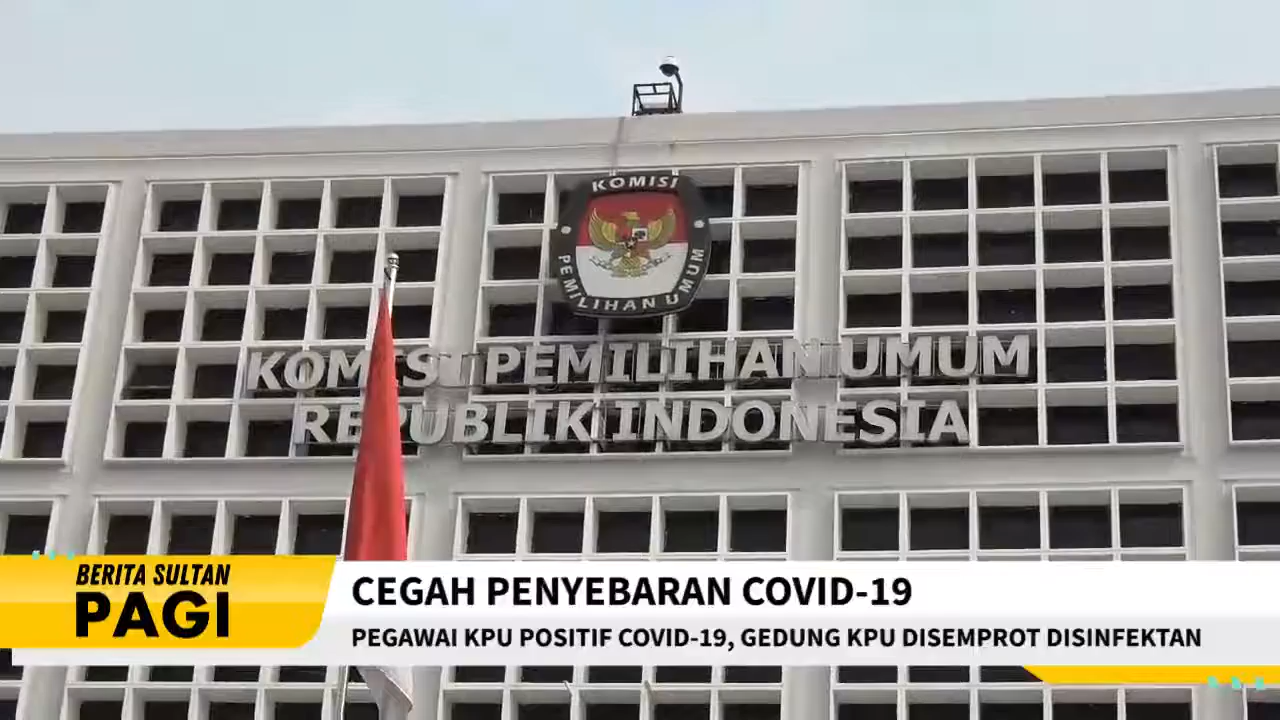 KOMISI
PEMILIHAN UMUM
KOMISI PEMILIHAN UMUM
REPUBLIK INDONESIA
BERITA SULTAN
PAGI
CEGAH PENYEBARAN COVID-19
PEGAWAI KPU POSITIF COVID-19, GEDUNG KPU DISEMPROT DISINFEKTAN